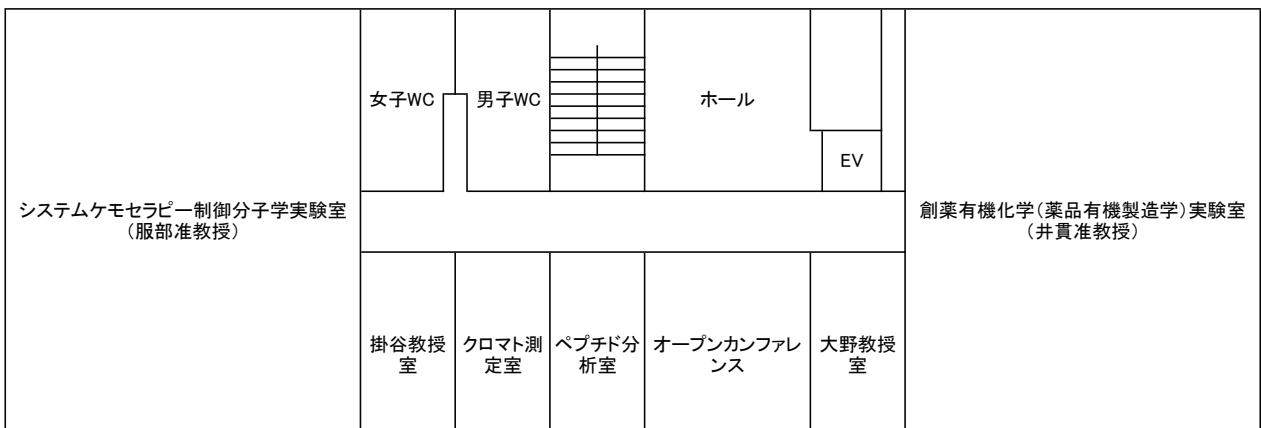 女子WC
男子WC
ホール
EV
システムケモセラピー制御分子学実験室
（服部准教授）
創薬有機化学（薬品有機製造学）実験室
（井貫准教授）
掛谷教授
室
クロマト測
定室
ペプチド分
析室
オープンカンファレ
ンス
大野教授
室